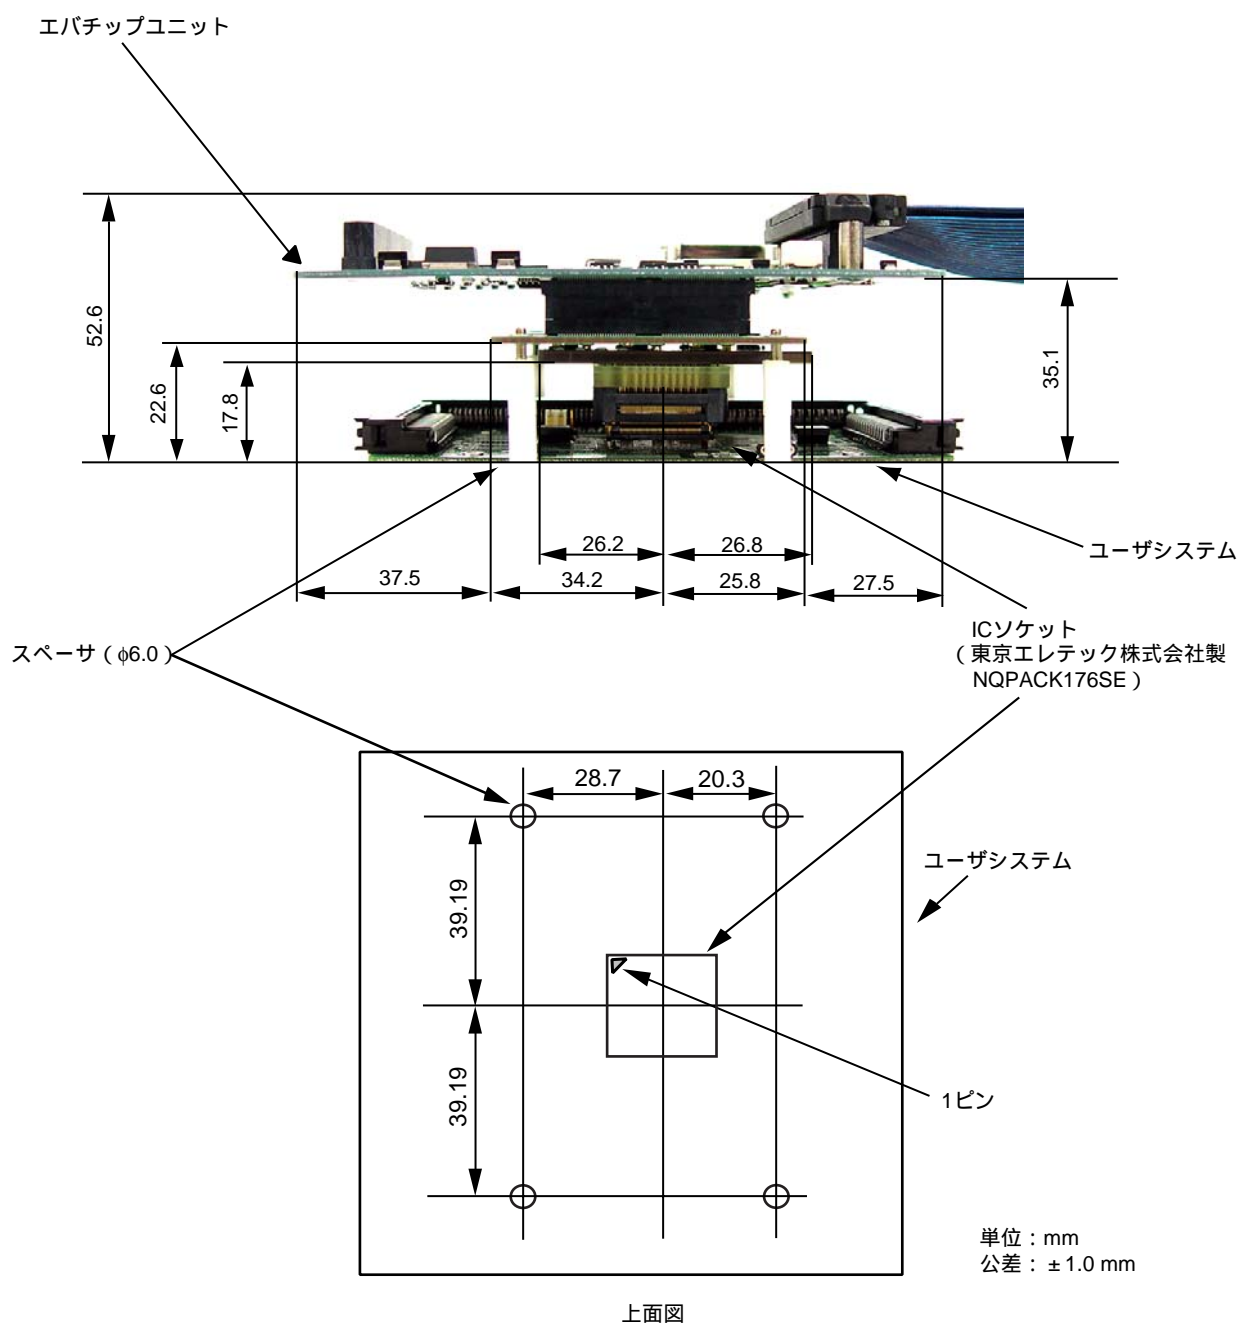 エバチップユニット
52.6
22.6
17.8
35.1
26.2
26.8
37.5
34.2
25.8
27.5
ユーザシステム
ICソケット
（東京エレテック株式会社製
NQPACK176SE）
スペーサ（φ6.0）
28.7
20.3
39.19
ユーザシステム
39.19
1ピン
単位：mm
公差：±1.0 mm
上面図